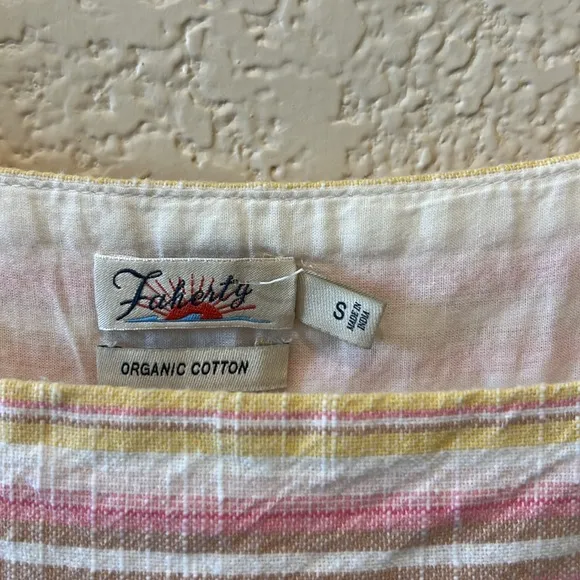 Faherty
S
MADE IN
INDIA
ORGANIC COTTON